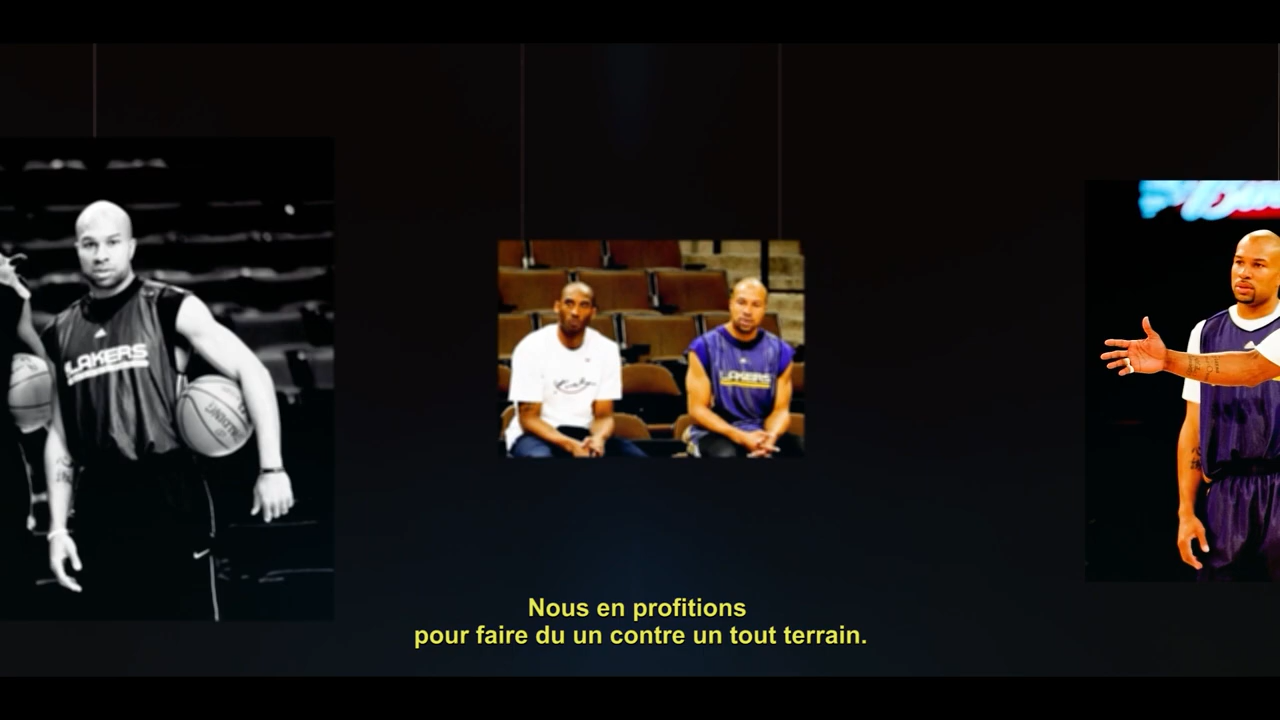 LAKERS
LAKERS
Nous en profitions
pour faire du un contre un tout terrain.